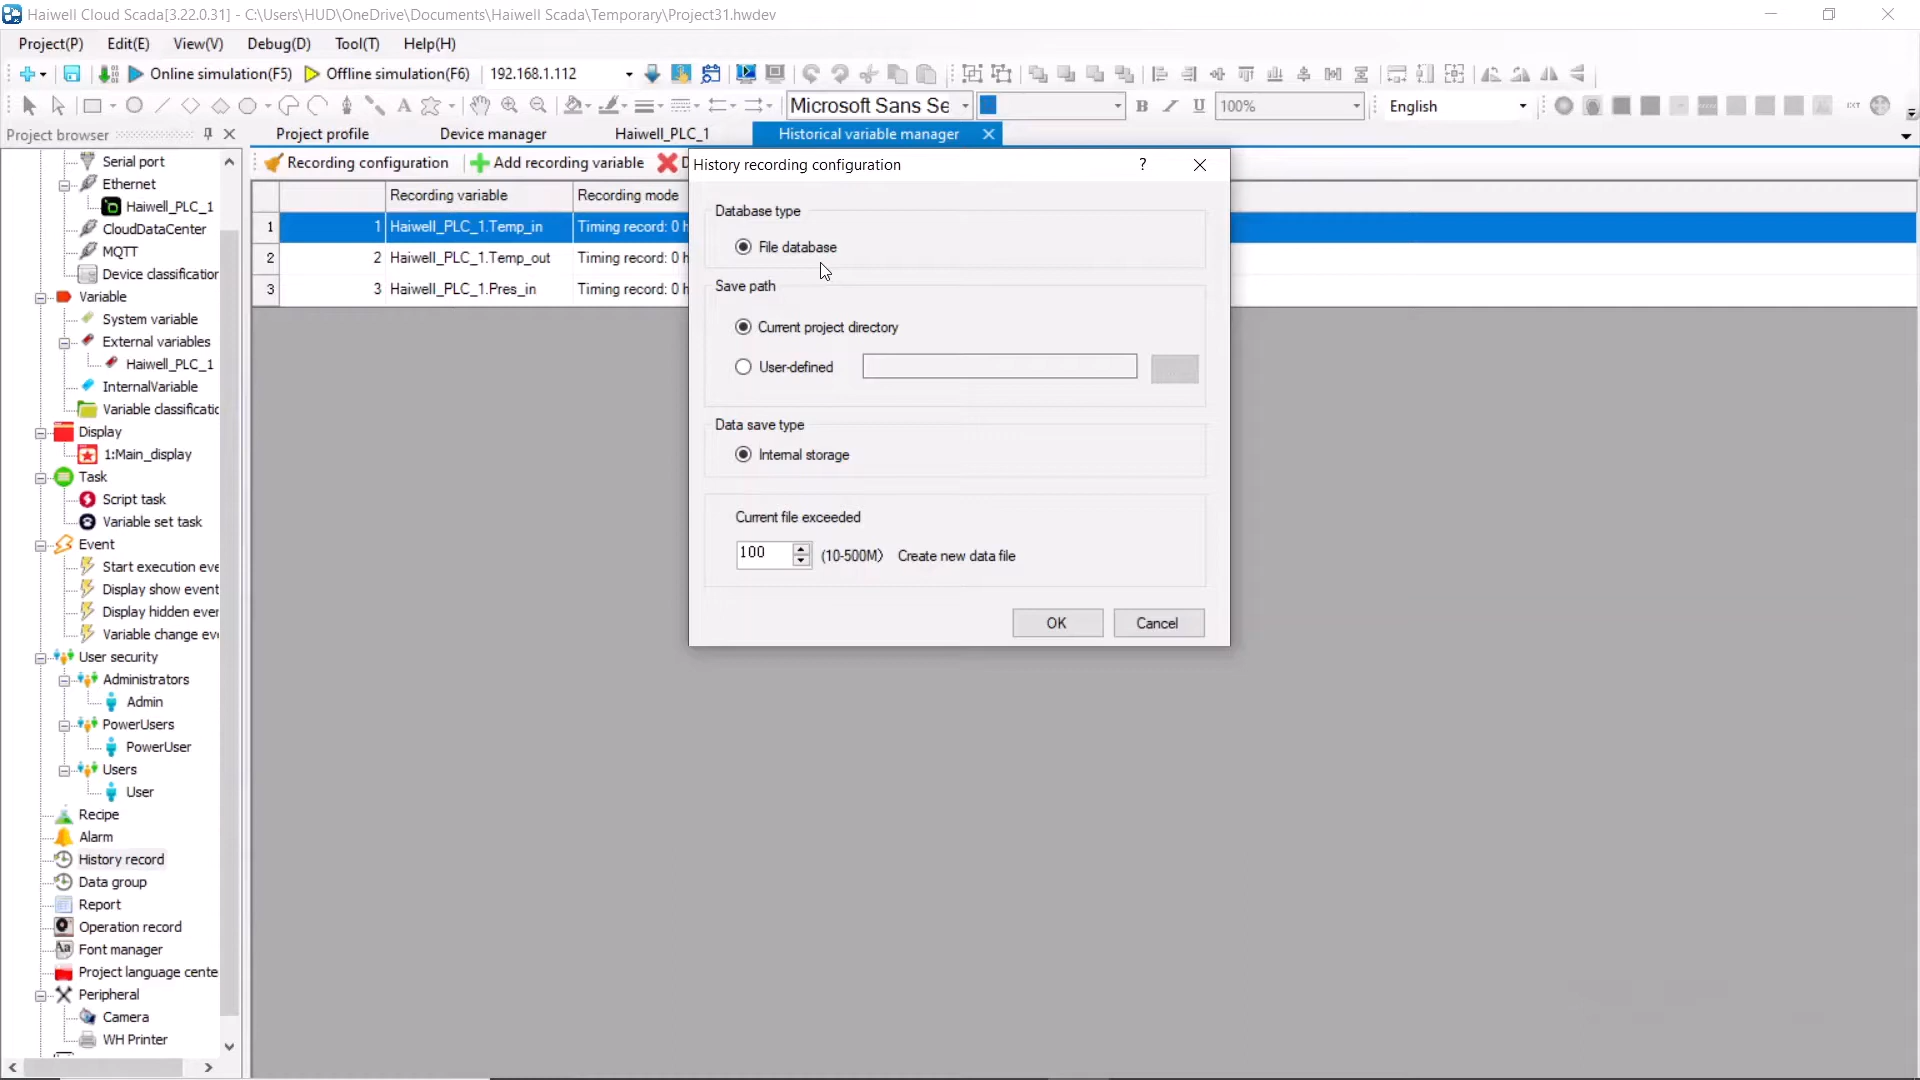 Haiwell Cloud Scada[3.22.0.31] - C:\Users\HUD\OneDrive\Documents\Haiwell Scada\Temporary\Project31.hwdev
Project(P) Edit(E) View(V) Debug(D) Tool(T) Help(H)
Online simulation(F5) Offline simulation(F6) 192.168.1.112
A Microsoft Sans Se B I U 100% English
Project browser Project profile Device manager Haiwell_PLC_1 Historical variable manager
Recording configuration Add recording variable D
Recording variable Recording mode
1 1 Haiwell_PLC_1.Temp_in Timing record: 0 h
2 2 Haiwell_PLC_1.Temp_out Timing record: 0 h
3 3 Haiwell_PLC_1.Pres_in Timing record: 0 h
Serial port
Ethernet
Haiwell_PLC_1
CloudDataCenter
MQTT
Device classification
Variable
System variable
External variables
Haiwell_PLC_1
InternalVariable
Variable classificatic
Display
1:Main_display
Task
Script task
Variable set task
Event
Start execution eve
Display show event
Display hidden ever
Variable change ev
User security
Administrators
Admin
PowerUsers
PowerUser
Users
User
Recipe
Alarm
History record
Data group
Report
Operation record
Font manager
Project language cente
Peripheral
Camera
WH Printer
History recording configuration ?
Database type
File database
Save path
Current project directory
User-defined
Data save type
Internal storage
Current file exceeded
100 (10-500M) Create new data file
OK Cancel